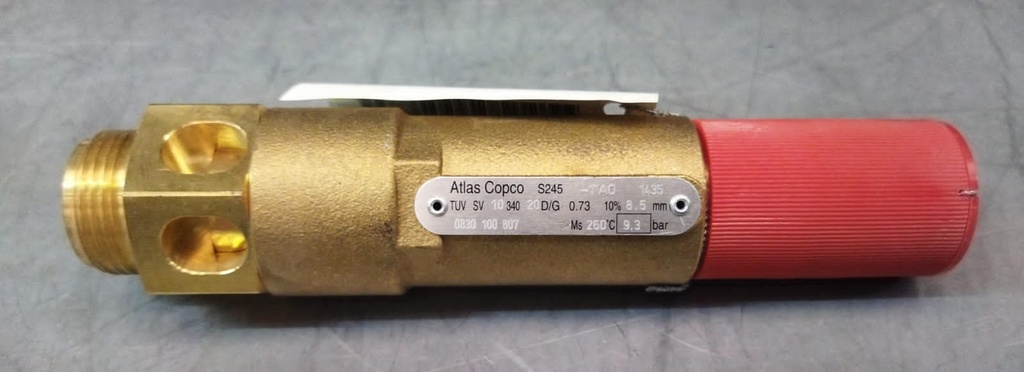 Atlas Copco S245 1435
TUV SV 10 340 20 D/G 0.73 10% 8.5 mm
0830 100 807 Ms 260°C 9.3 bar